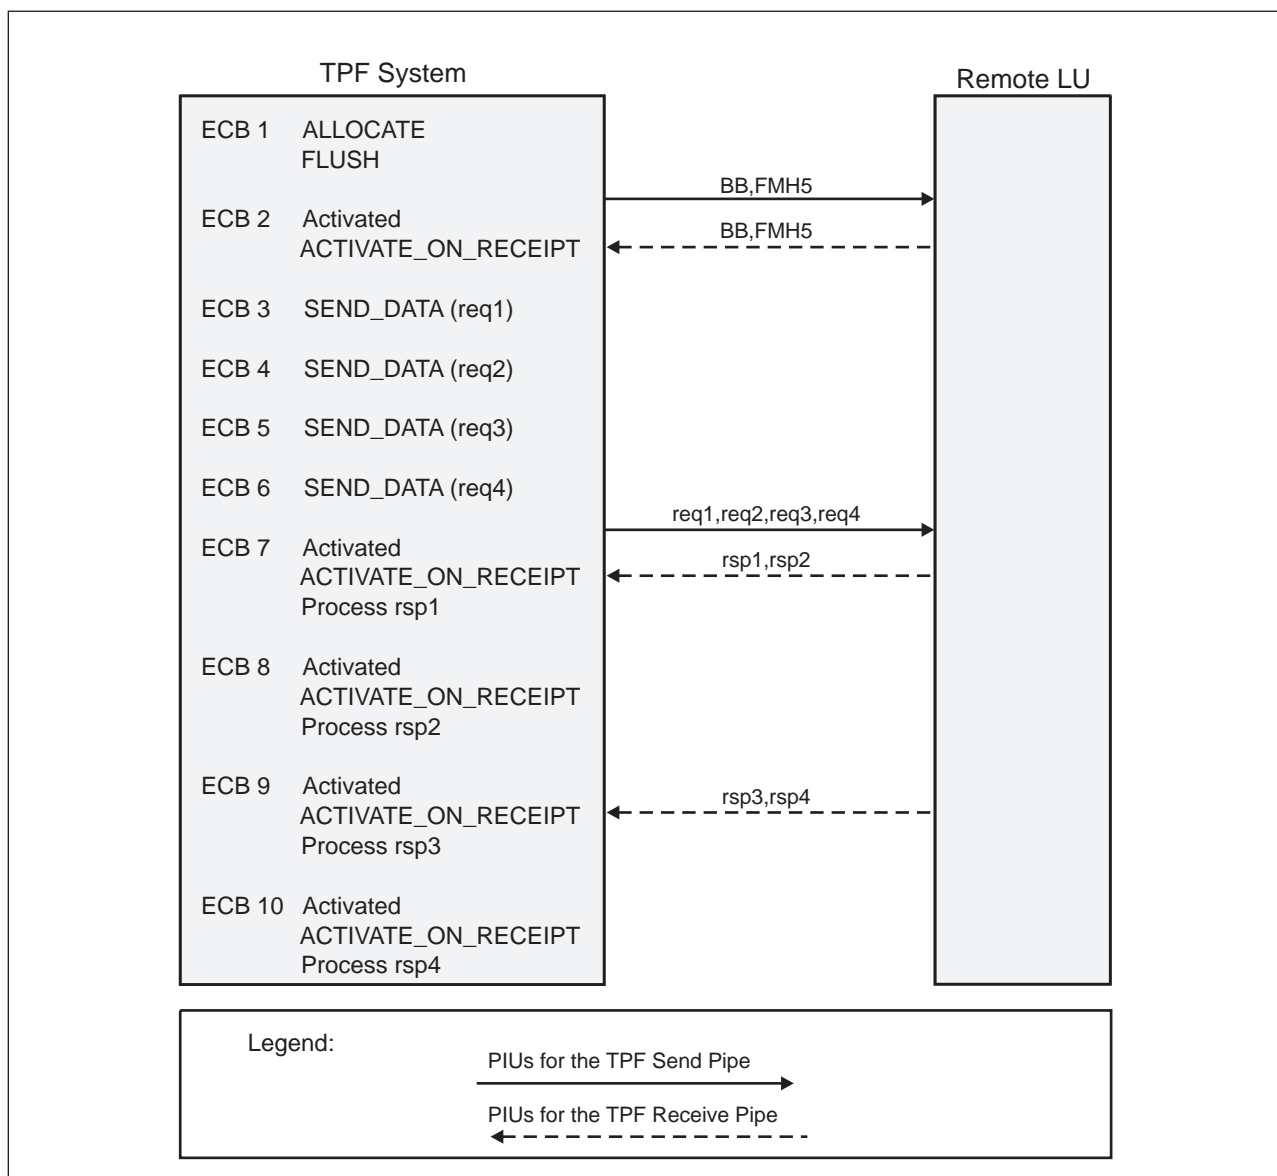 TPF System
Remote LU
ECB 1 ALLOCATE
FLUSH
BB,FMH5
ECB 2 Activated
ACTIVATE_ON_RECEIPT
BB,FMH5
ECB 3 SEND_DATA (req1)
ECB 4 SEND_DATA (req2)
ECB 5 SEND_DATA (req3)
ECB 6 SEND_DATA (req4)
req1,req2,req3,req4
ECB 7 Activated
ACTIVATE_ON_RECEIPT
Process rsp1
rsp1,rsp2
ECB 8 Activated
ACTIVATE_ON_RECEIPT
Process rsp2
ECB 9 Activated
ACTIVATE_ON_RECEIPT
Process rsp3
rsp3,rsp4
ECB 10 Activated
ACTIVATE_ON_RECEIPT
Process rsp4
Legend:
PIUs for the TPF Send Pipe
PIUs for the TPF Receive Pipe